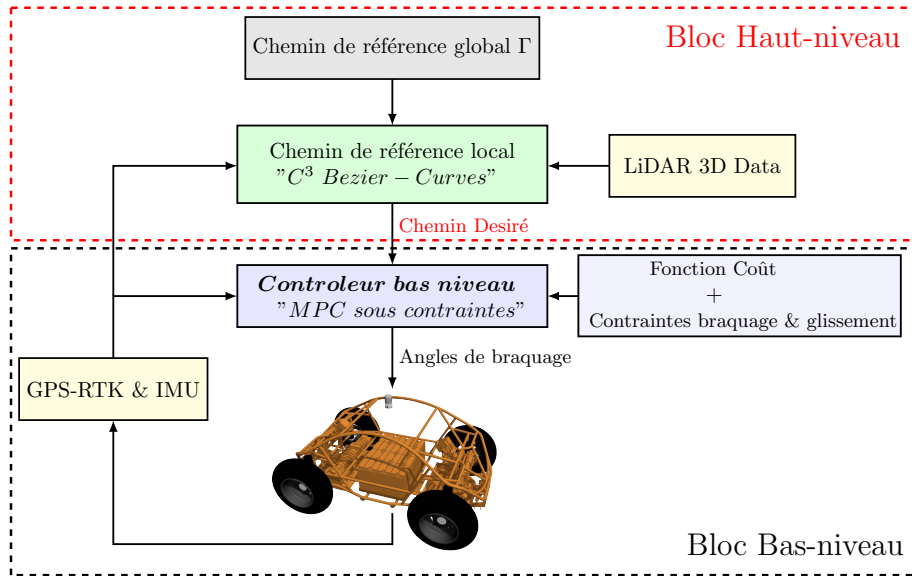 Chemin de référence global Γ
Bloc Haut-niveau
Chemin de référence local
"C³ Bezier − Curves"
LiDAR 3D Data
Chemin Desiré
Controleur bas niveau
"MPC sous contraintes"
Fonction Coût
+
Contraintes braquage & glissement
Angles de braquage
GPS-RTK & IMU
Bloc Bas-niveau